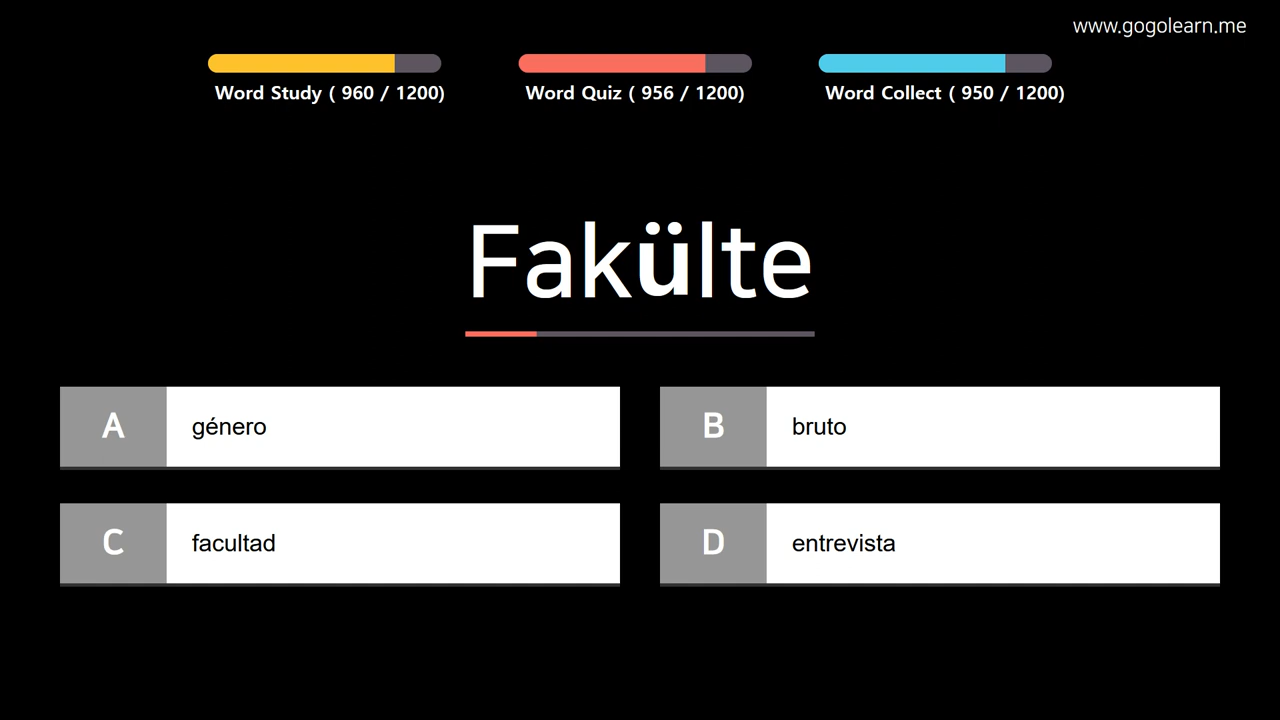 www.gogolearn.me
Word Study ( 960 / 1200)
Word Quiz ( 956 / 1200)
Word Collect ( 950 / 1200)
Fakülte
A género
B bruto
C facultad
D entrevista